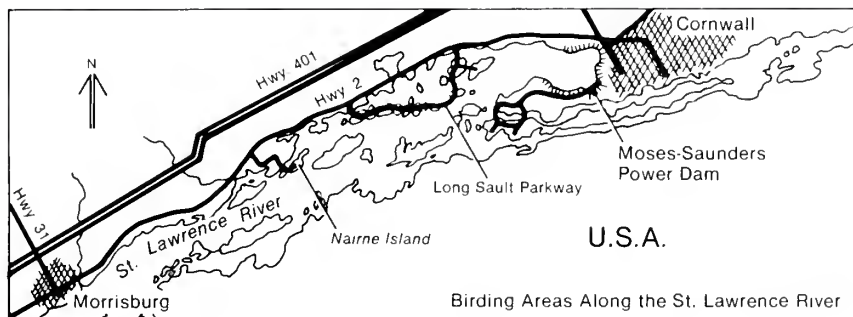 Cornwall
N
Hwy 401
Hwy 2
Moses-Saunders
Power Dam
Long Sault Parkway
Hwy 31
St. Lawrence River
Nairne Island
U.S.A.
Morrisburg
Birding Areas Along the St. Lawrence River